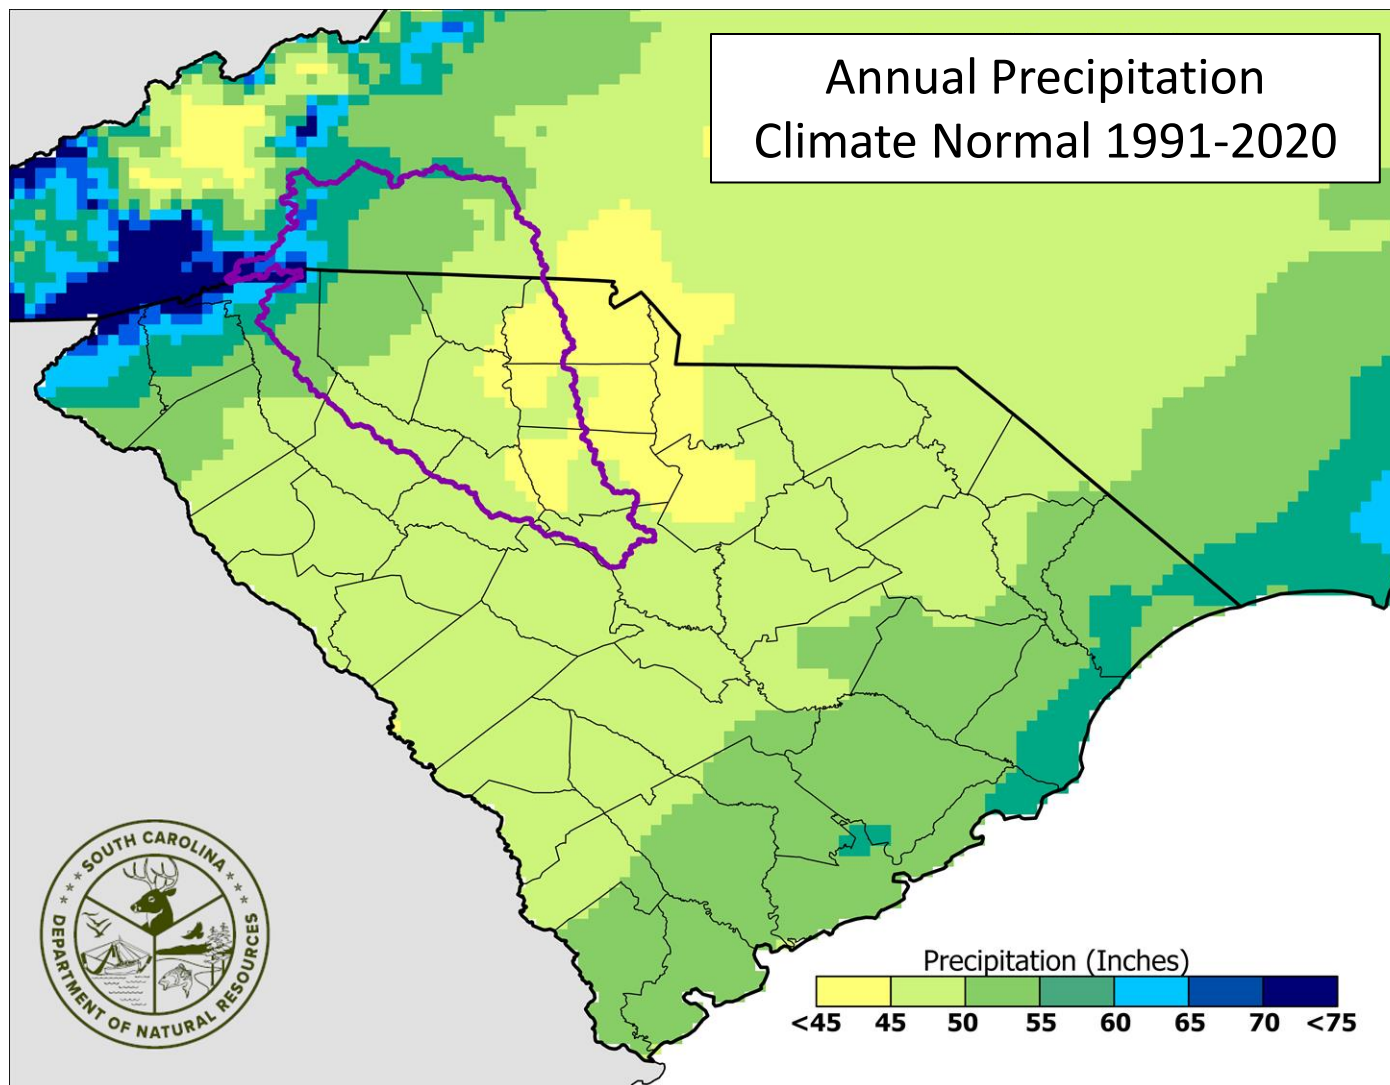 Annual Precipitation
Climate Normal 1991-2020
SOUTH CAROLINA
DEPARTMENT OF NATURAL RESOURCES
Precipitation (Inches)
<45 45 50 55 60 65 70 <75